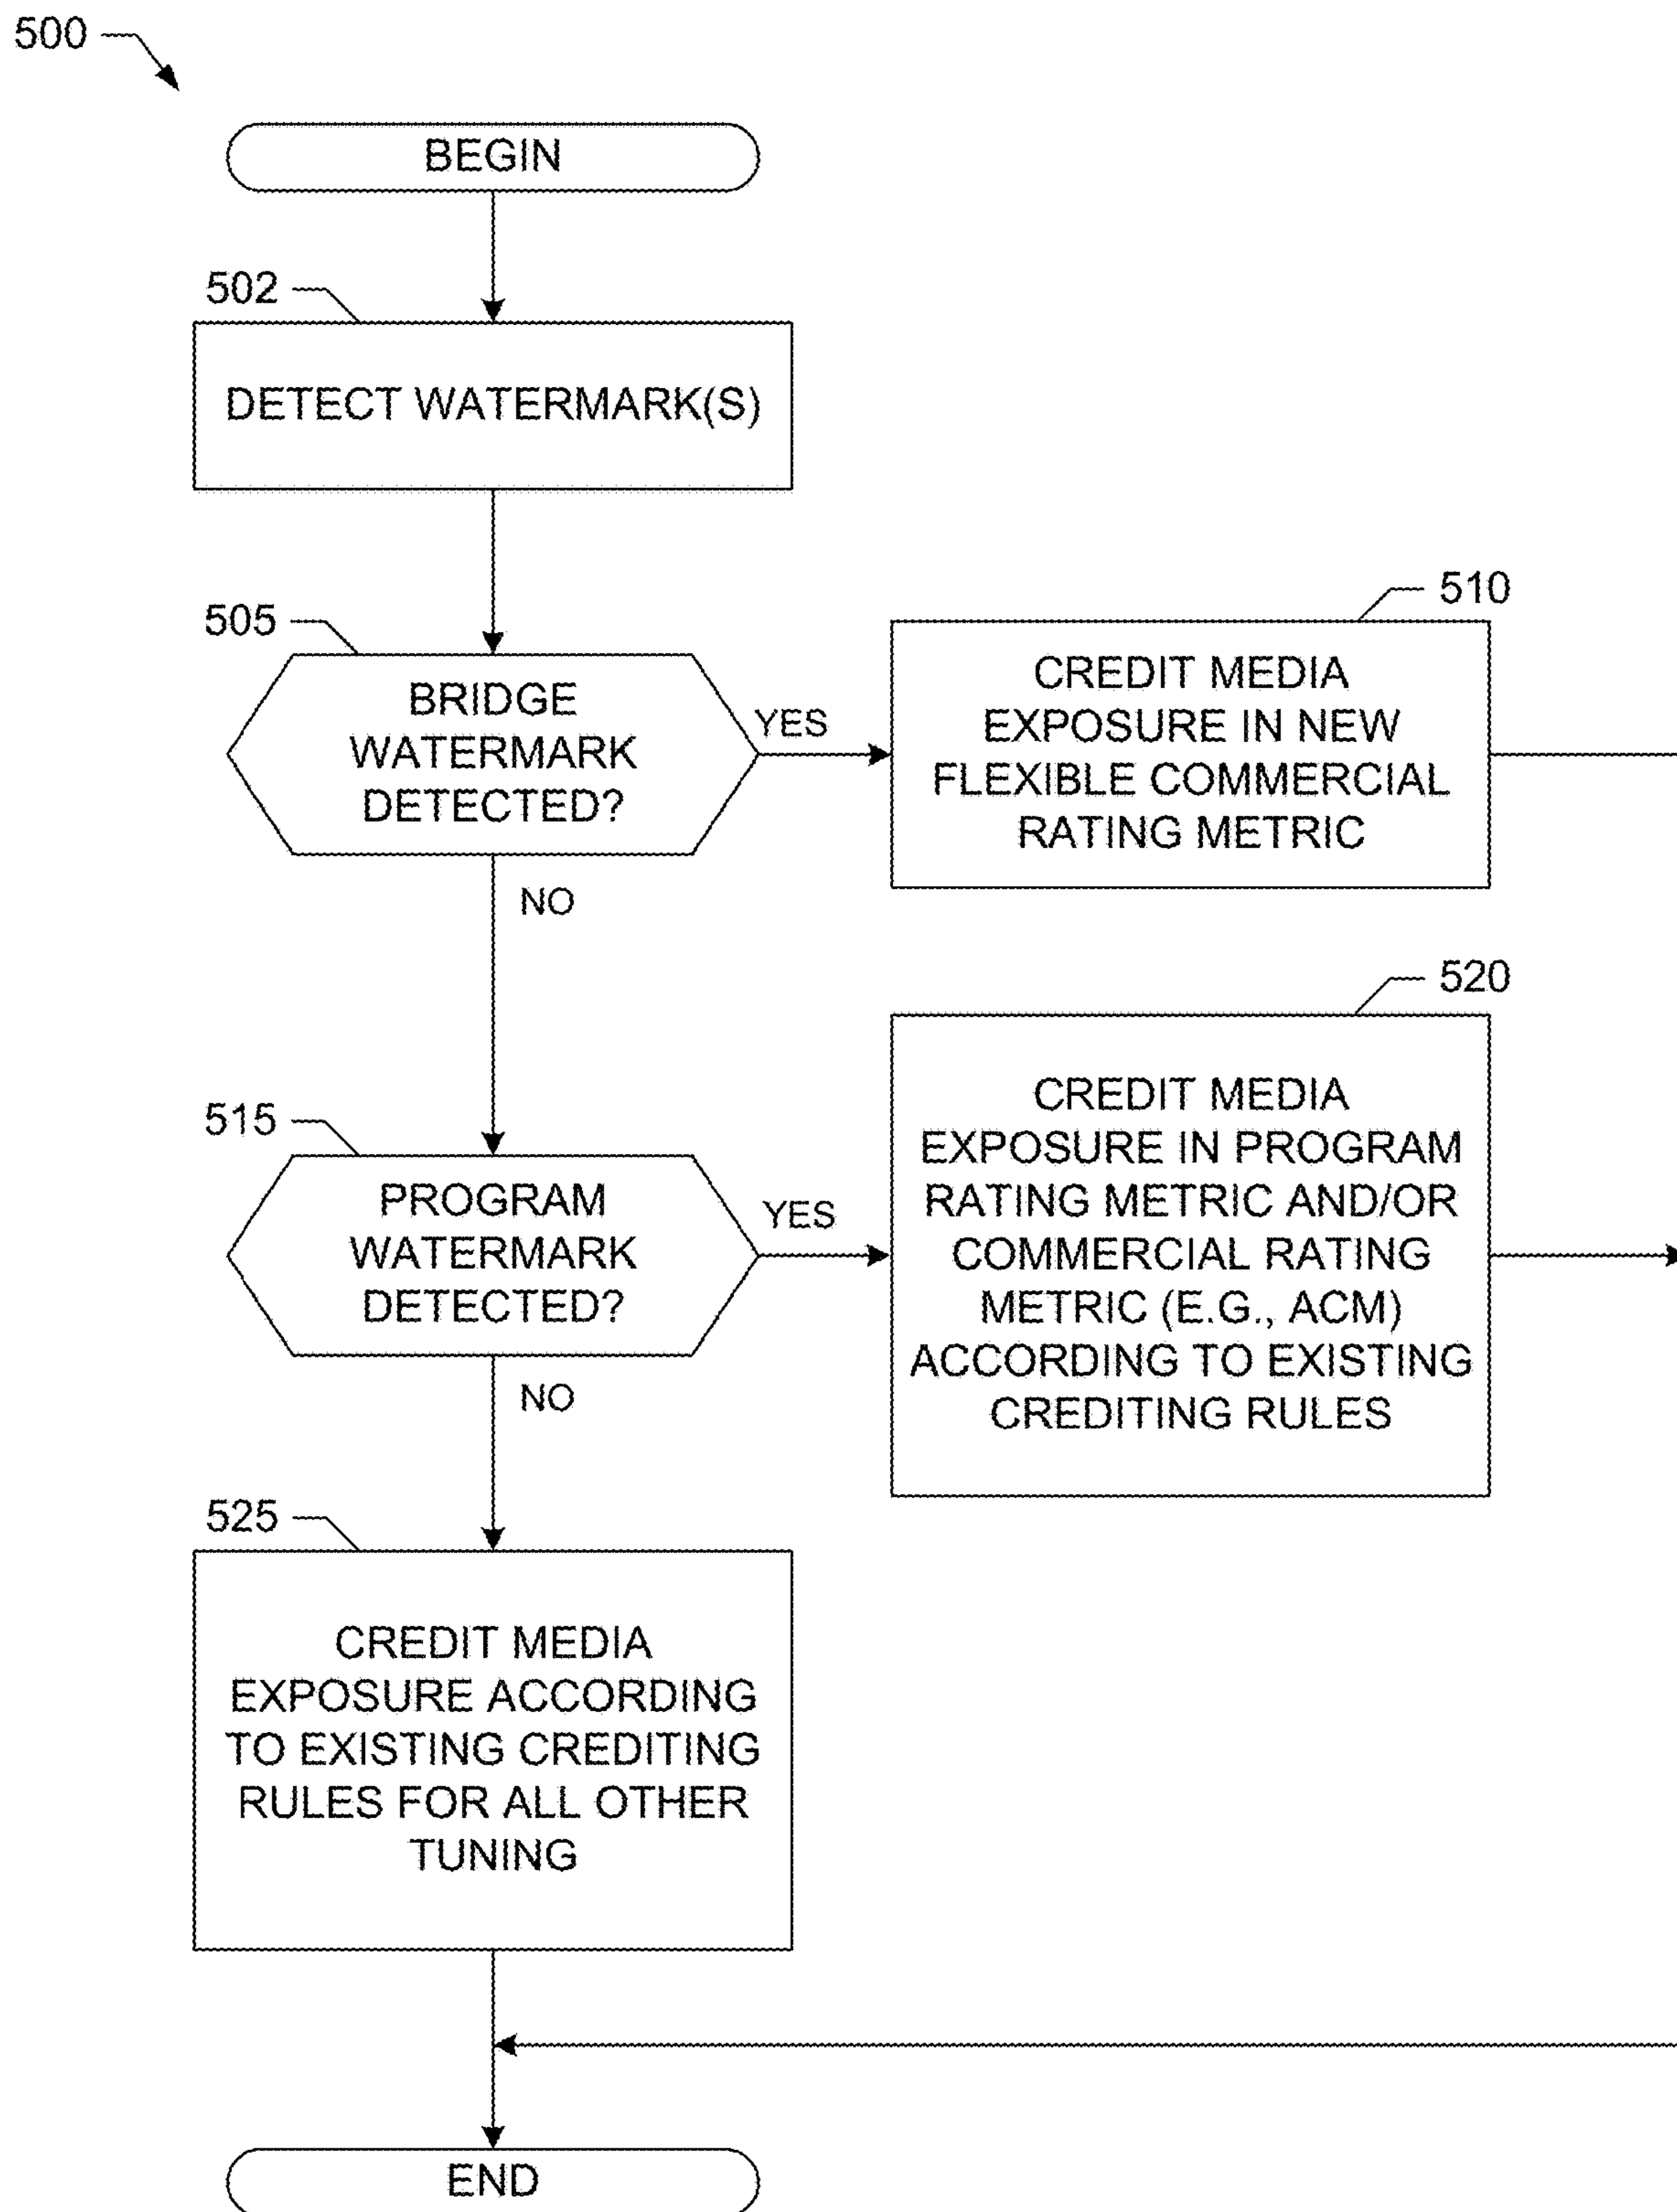 500
BEGIN
502
DETECT WATERMARK(S)
505
BRIDGE
WATERMARK
DETECTED?
YES
NO
510
CREDIT MEDIA
EXPOSURE IN NEW
FLEXIBLE COMMERCIAL
RATING METRIC
515
PROGRAM
WATERMARK
DETECTED?
YES
NO
520
CREDIT MEDIA
EXPOSURE IN PROGRAM
RATING METRIC AND/OR
COMMERCIAL RATING
METRIC (E.G., ACM)
ACCORDING TO EXISTING
CREDITING RULES
525
CREDIT MEDIA
EXPOSURE ACCORDING
TO EXISTING CREDITING
RULES FOR ALL OTHER
TUNING
END